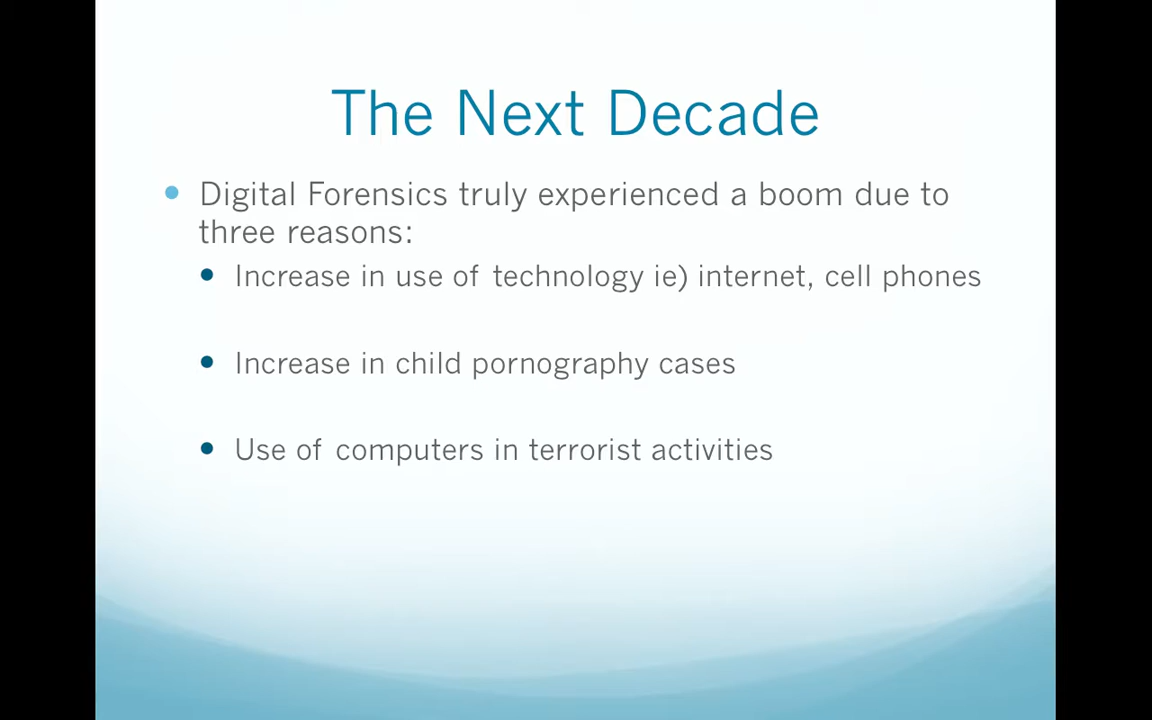 The Next Decade
Digital Forensics truly experienced a boom due to
three reasons:
Increase in use of technology ie) internet, cell phones
Increase in child pornography cases
Use of computers in terrorist activities